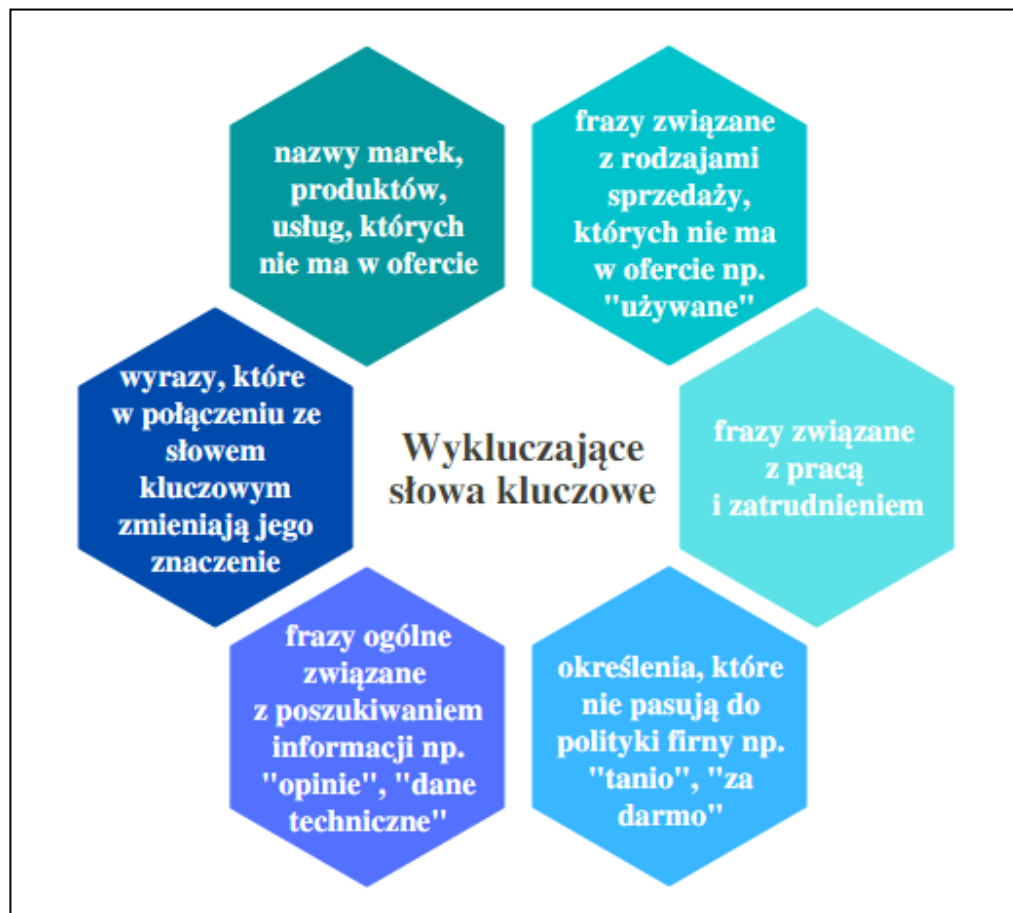 nazwy marek,
produktów,
usług, których
nie ma w ofercie
frazy związane
z rodzajami
sprzedaży,
których nie ma
w ofercie np.
"używane"
wyrazy, które
w połączeniu ze
słowem
kluczowym
zmieniają jego
znaczenie
Wykluczające
słowa kluczowe
frazy związane
z pracą
i zatrudnieniem
frazy ogólne
związane
z poszukiwaniem
informacji np.
"opinie", "dane
techniczne"
określenia, które
nie pasują do
polityki firny np.
"tanio", "za
darmo"